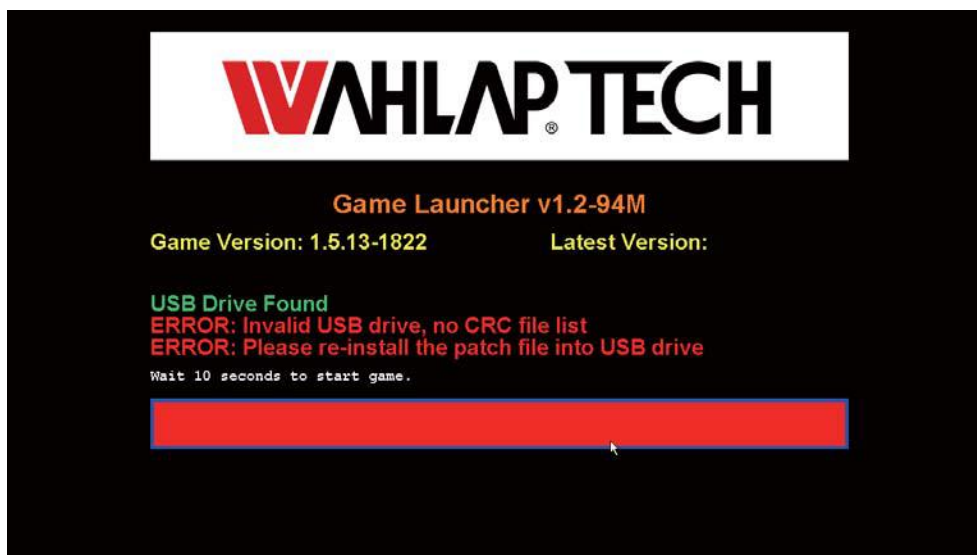 WAHLAP TECH
®
Game Launcher v1.2-94M
Game Version: 1.5.13-1822 Latest Version:
USB Drive Found
ERROR: Invalid USB drive, no CRC file list
ERROR: Please re-install the patch file into USB drive
Wait 10 seconds to start game.